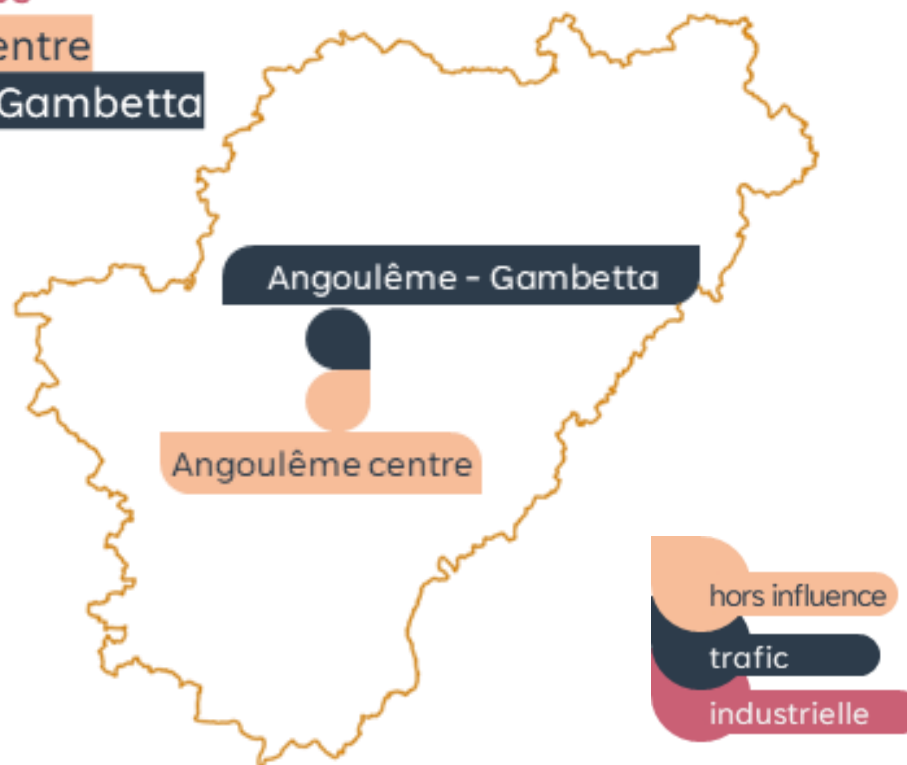 entre
Gambetta
Angoulême - Gambetta
Angoulême centre
hors influence
trafic
industrielle